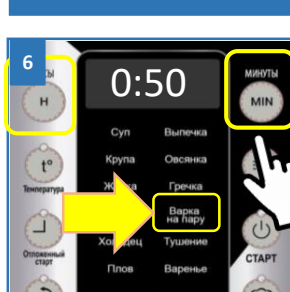 6
МИНУТЫ
H
0:50
MIN
Суп Выпечка
Крупа Овсянка
t°
Температура
Гречка
Варка
на пару
Тушение
Отложенный
старт
СТАРТ
Плов Варенье